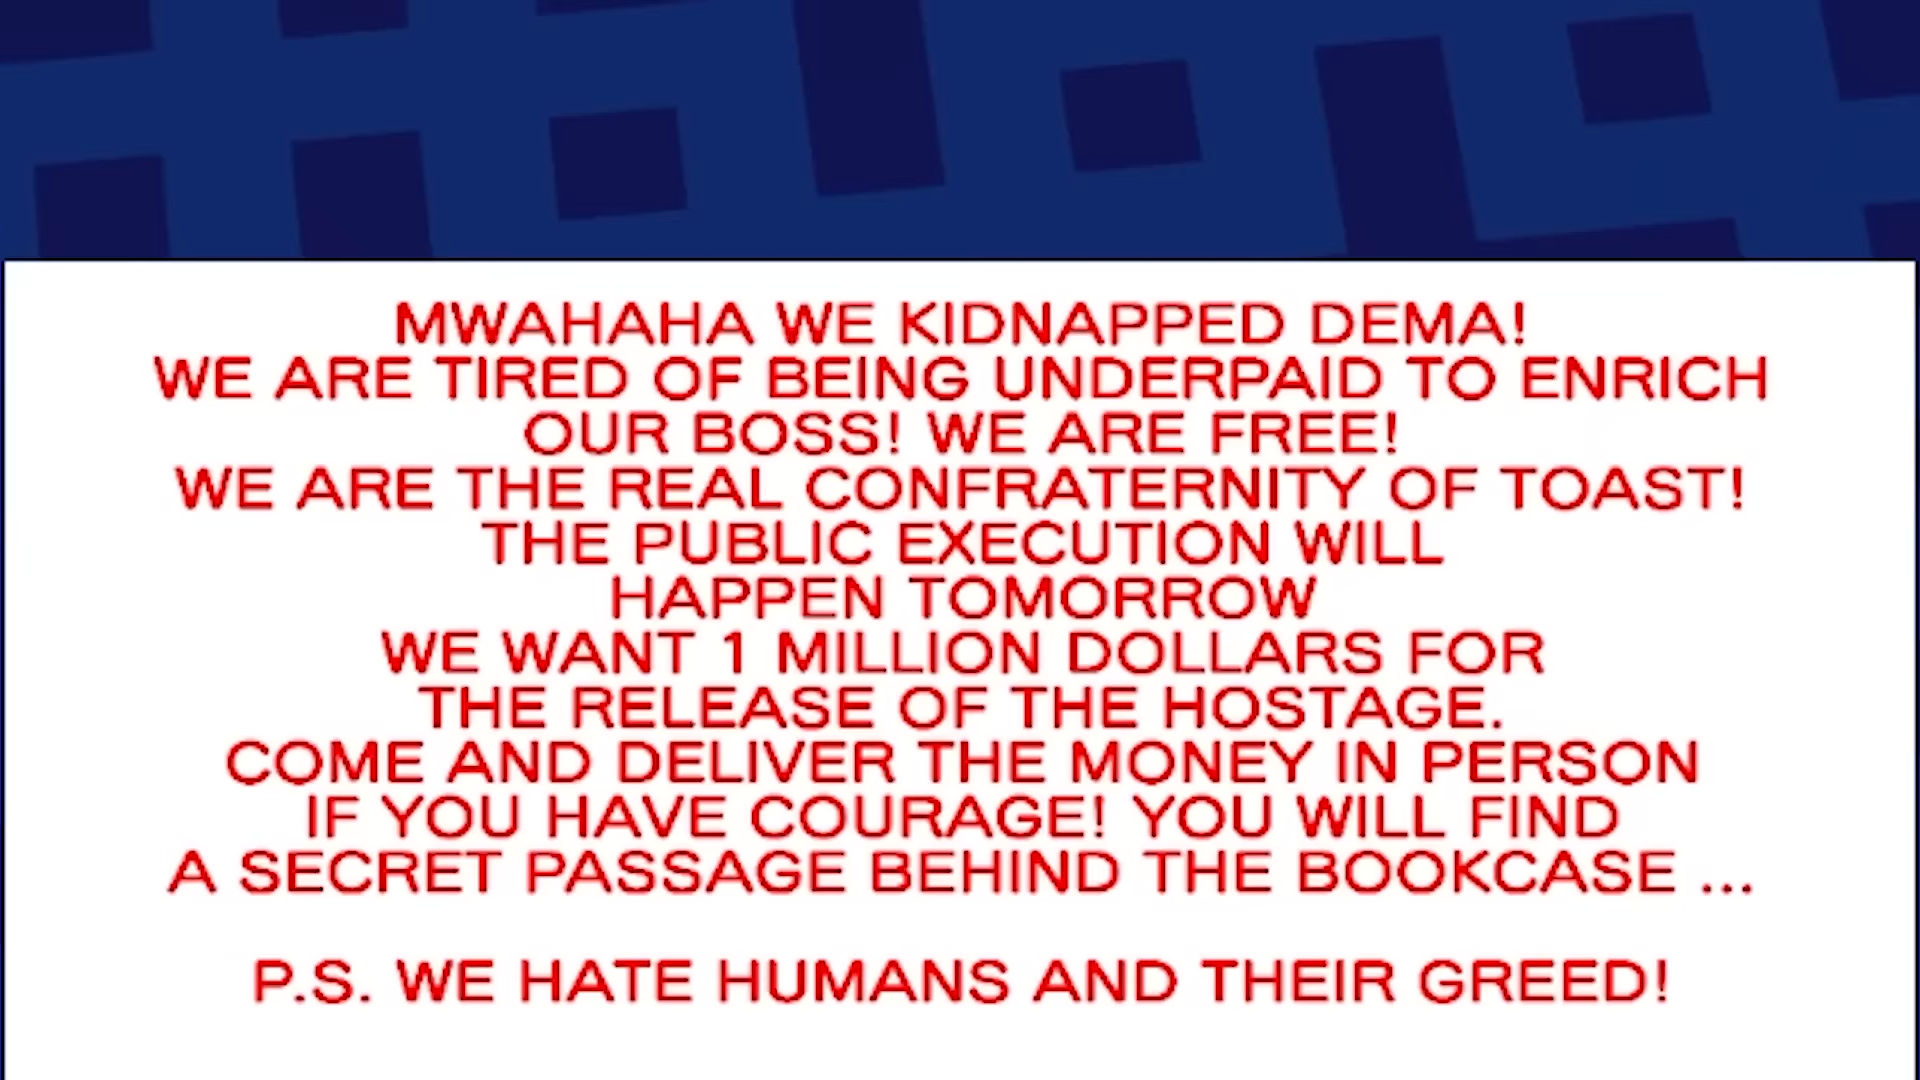 MWAHAHA WE KIDNAPPED DEMA!
WE ARE TIRED OF BEING UNDERPAID TO ENRICH
OUR BOSS! WE ARE FREE!
WE ARE THE REAL CONFRATERNITY OF TOAST!
THE PUBLIC EXECUTION WILL
HAPPEN TOMORROW
WE WANT 1 MILLION DOLLARS FOR
THE RELEASE OF THE HOSTAGE.
COME AND DELIVER THE MONEY IN PERSON
IF YOU HAVE COURAGE! YOU WILL FIND
A SECRET PASSAGE BEHIND THE BOOKCASE ...
P.S. WE HATE HUMANS AND THEIR GREED!